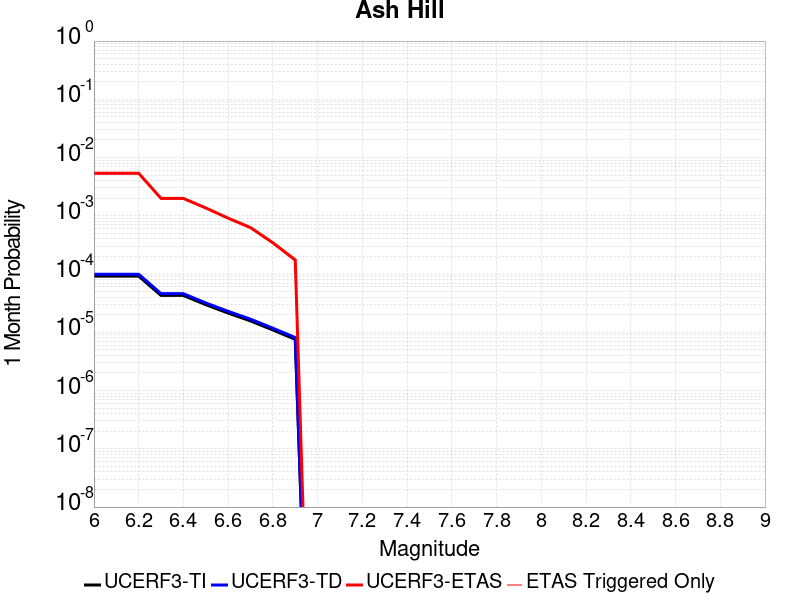 Ash Hill
10^0
10^-1
10^-2
10^-3
10^-4
10^-5
10^-6
10^-7
10^-8
1 Month Probability
6 6.2 6.4 6.6 6.8 7 7.2 7.4 7.6 7.8 8 8.2 8.4 8.6 8.8 9
Magnitude
UCERF3-TI UCERF3-TD UCERF3-ETAS ETAS Triggered Only